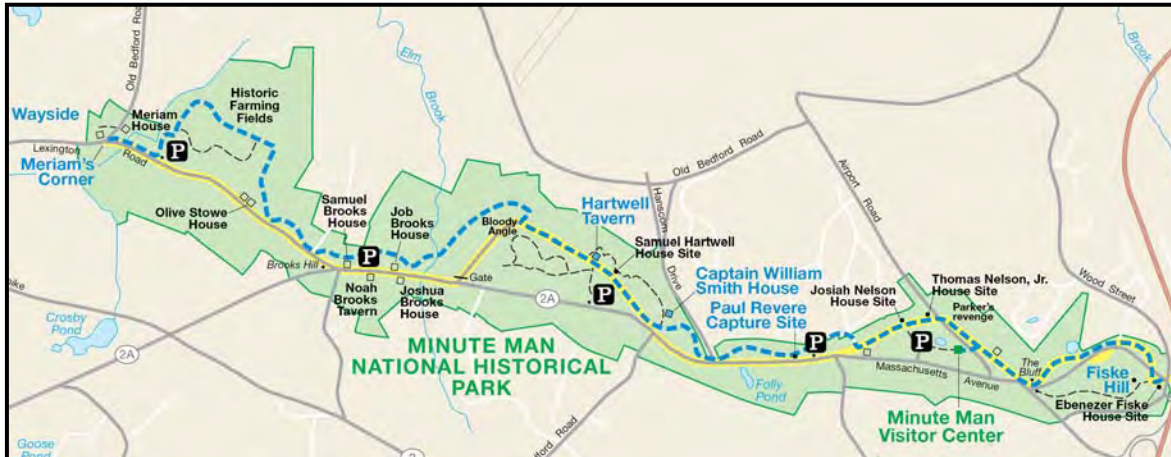 Old Bedford Road
Elm
Brook
Brook
Wayside
Meriam
House
Historic
Farming
Fields
Lexington
Road
P
Meriam's
Corner
Old Bedford Road
Airport Road
Hanscom
Drive
Wood Street
Olive Stowe
House
Samuel
Brooks
House
Job
Brooks
House
Bloody
Angle
Hartwell
Tavern
Samuel Hartwell
House Site
Captain William
Smith House
Paul Revere
Capture Site
Josiah Nelson
House Site
Thomas Nelson, Jr.
House Site
Parker's
revenge
Brooks Hill
P
Gate
Noah
Brooks
Tavern
Joshua
Brooks
House
2A
P
P
P
Crosby
Pond
2A
pike
MINUTE MAN
NATIONAL HISTORICAL
PARK
Folly
Pond
Massachusetts
Avenue
The
Bluff
Fiske
Hill
Ebenezer Fiske
House Site
Minute Man
Visitor Center
Goose
Pond
2
dford Road